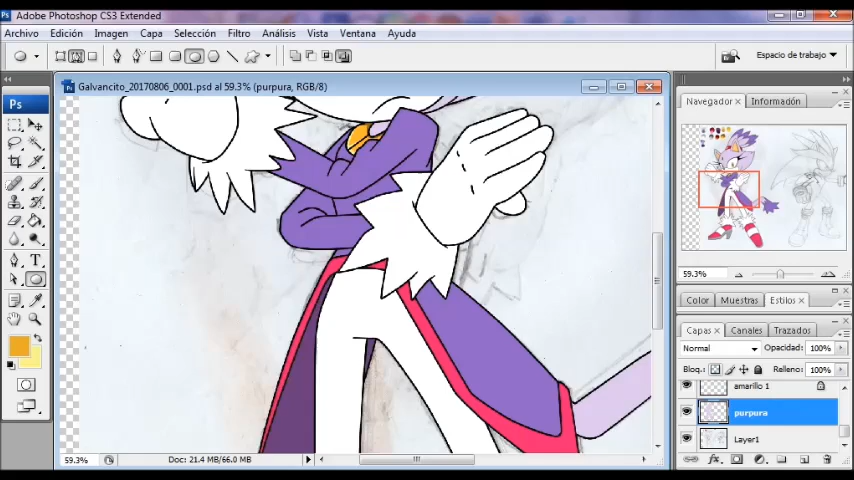 Ps Adobe Photoshop CS3 Extended
Archivo Edición Imagen Capa Selección Filtro Análisis Vista Ventana Ayuda
Espacio de trabajo
Ps
Galvancito_20170806_0001.psd al 59.3% (purpura, RGB/8)
Navegador Información
59.3%
Color Muestras Estilos
Capas Canales Trazados
Normal Opacidad: 100%
Bloq.: Relleno: 100%
amarillo 1
purpura
Layer1
59.3% Doc: 21.4 MB/66.0 MB